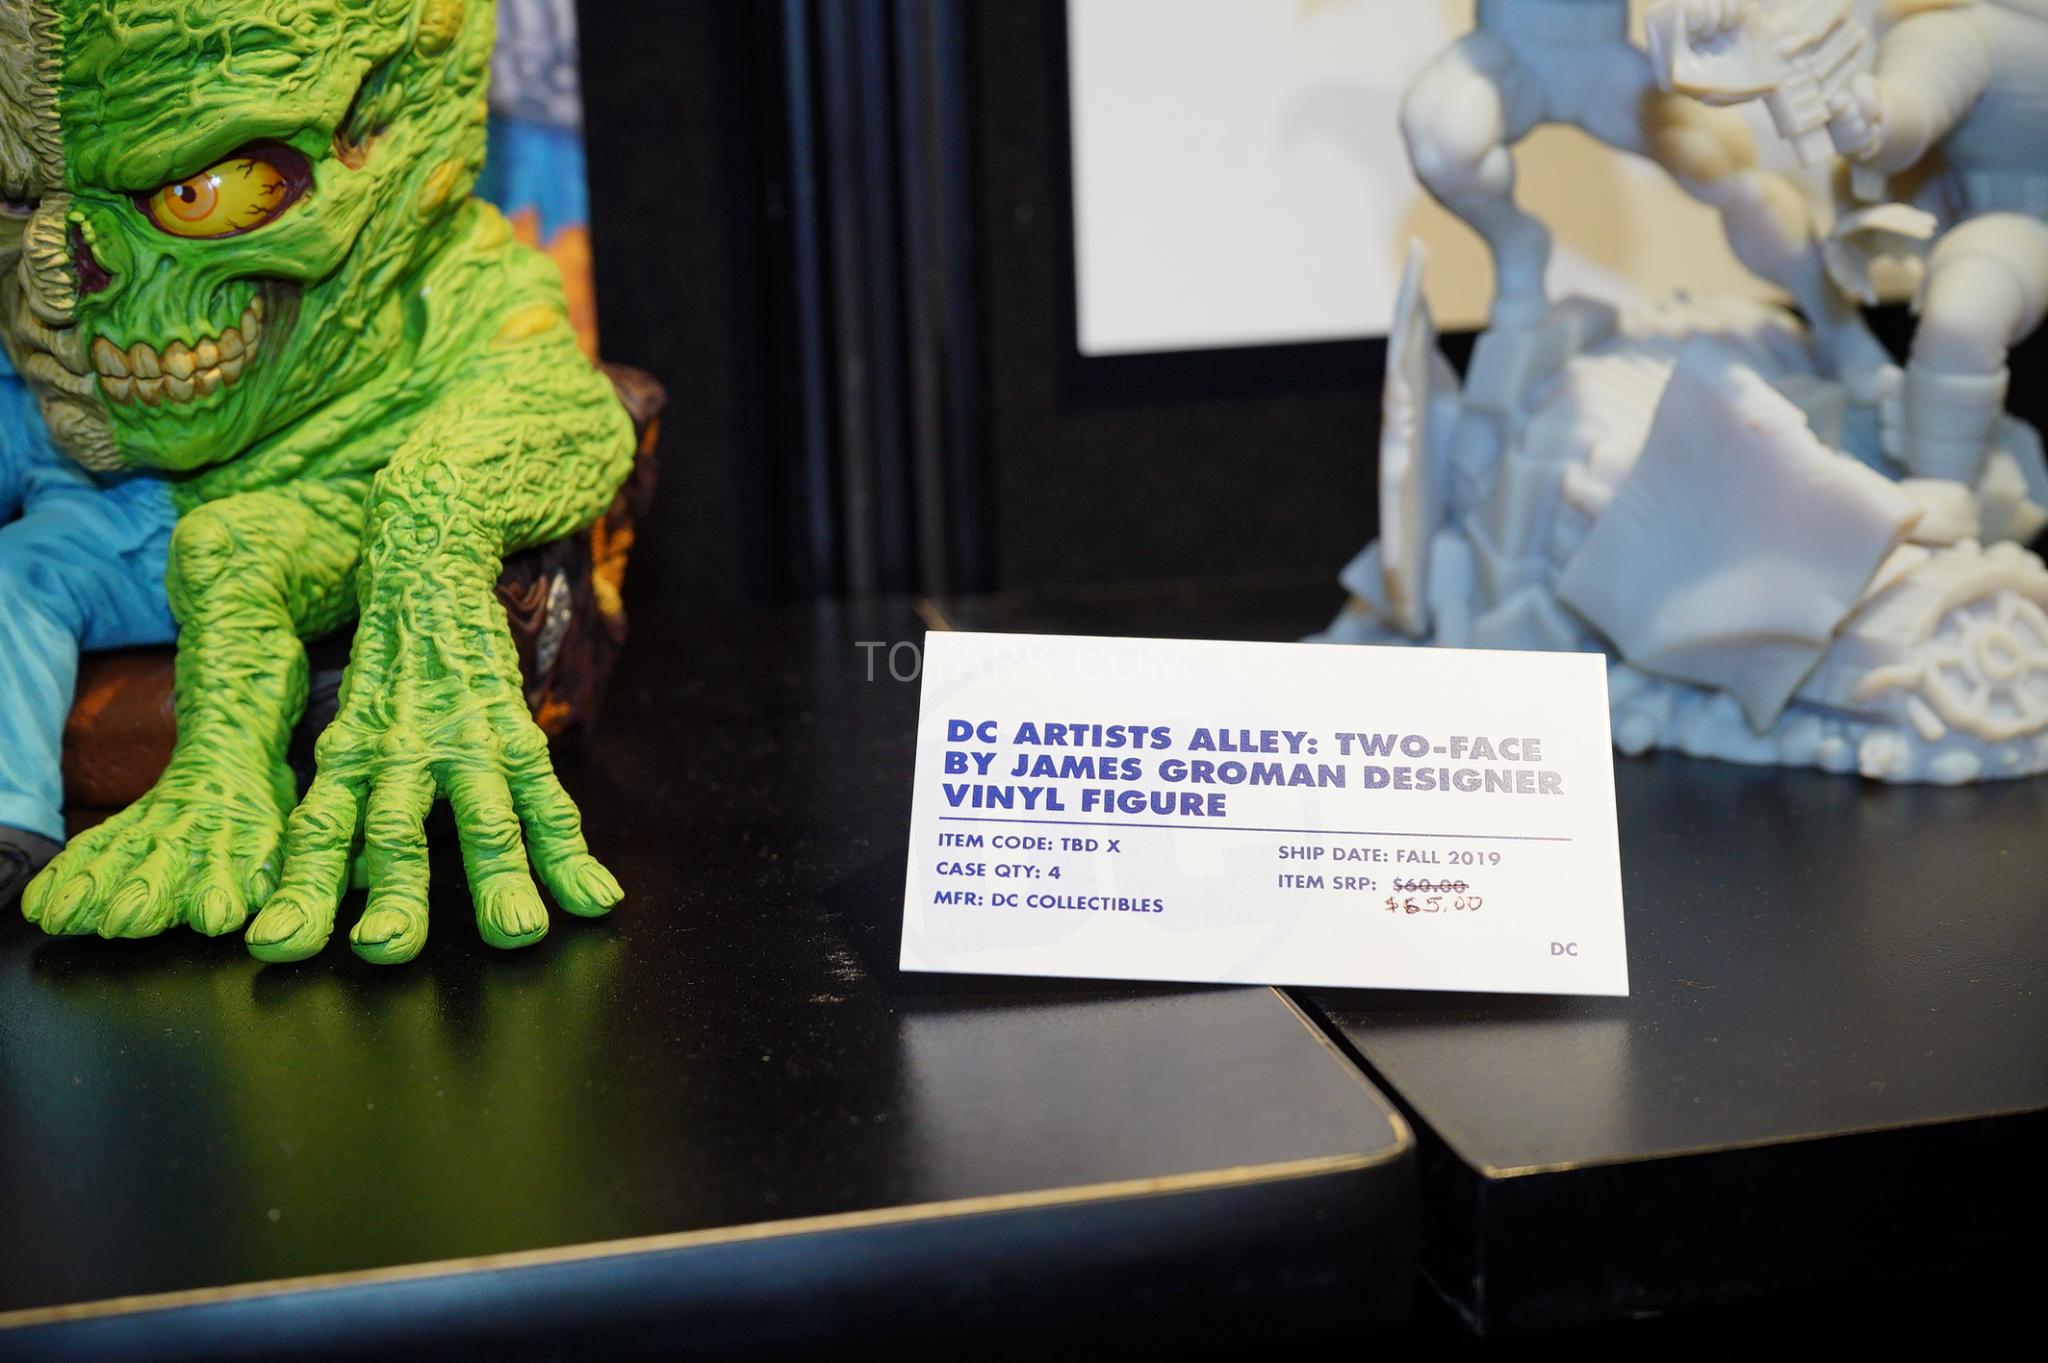 TOYARK.COM
DC ARTISTS ALLEY: TWO-FACE
BY JAMES GROMAN DESIGNER
VINYL FIGURE
ITEM CODE: TBD X
CASE QTY: 4
MFR: DC COLLECTIBLES
SHIP DATE: FALL 2019
ITEM SRP: $60.00
$65.00
DC